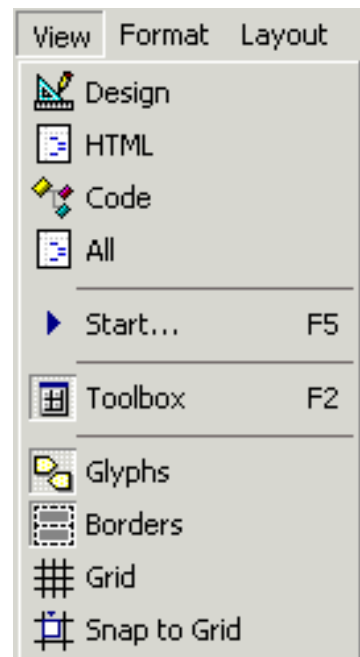 View Format Layout
Design
HTML
Code
All
Start... F5
Toolbox F2
Glyphs
Borders
Grid
Snap to Grid